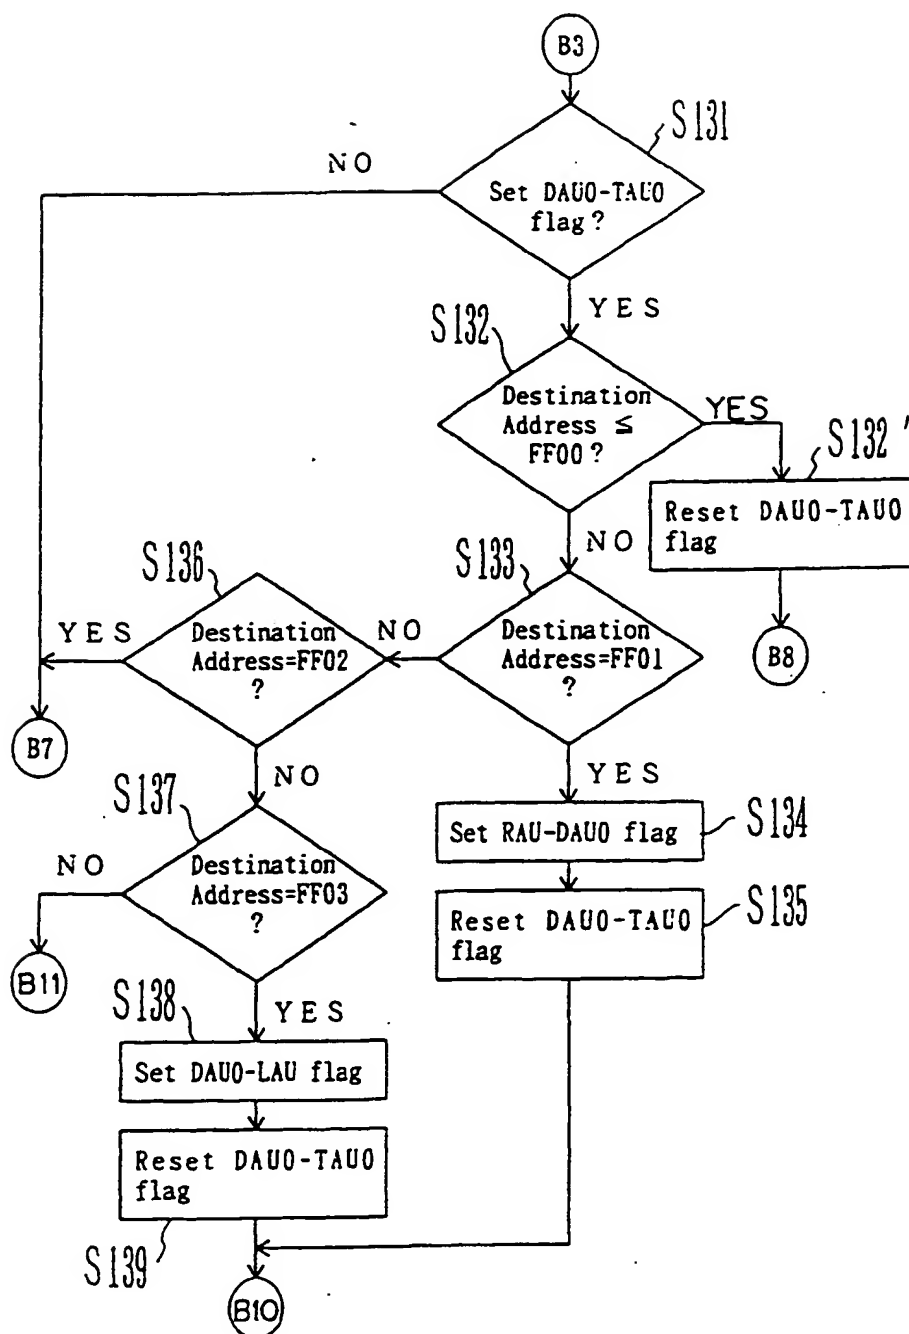 B3
S131
NO
Set DAU0-TAU0
flag?
YES
S132
Destination
Address ≤
FF00?
YES
S132'
Reset DAU0-TAU0
flag
NO
B8
S133
Destination
Address=FF01
?
NO
S136
Destination
Address=FF02
?
YES
B7
NO
YES
S137
Destination
Address=FF03
?
NO
B11
Set RAU-DAU0 flag
S134
Reset DAU0-TAU0
flag
S135
YES
S138
Set DAU0-LAU flag
Reset DAU0-TAU0
flag
S139
B10